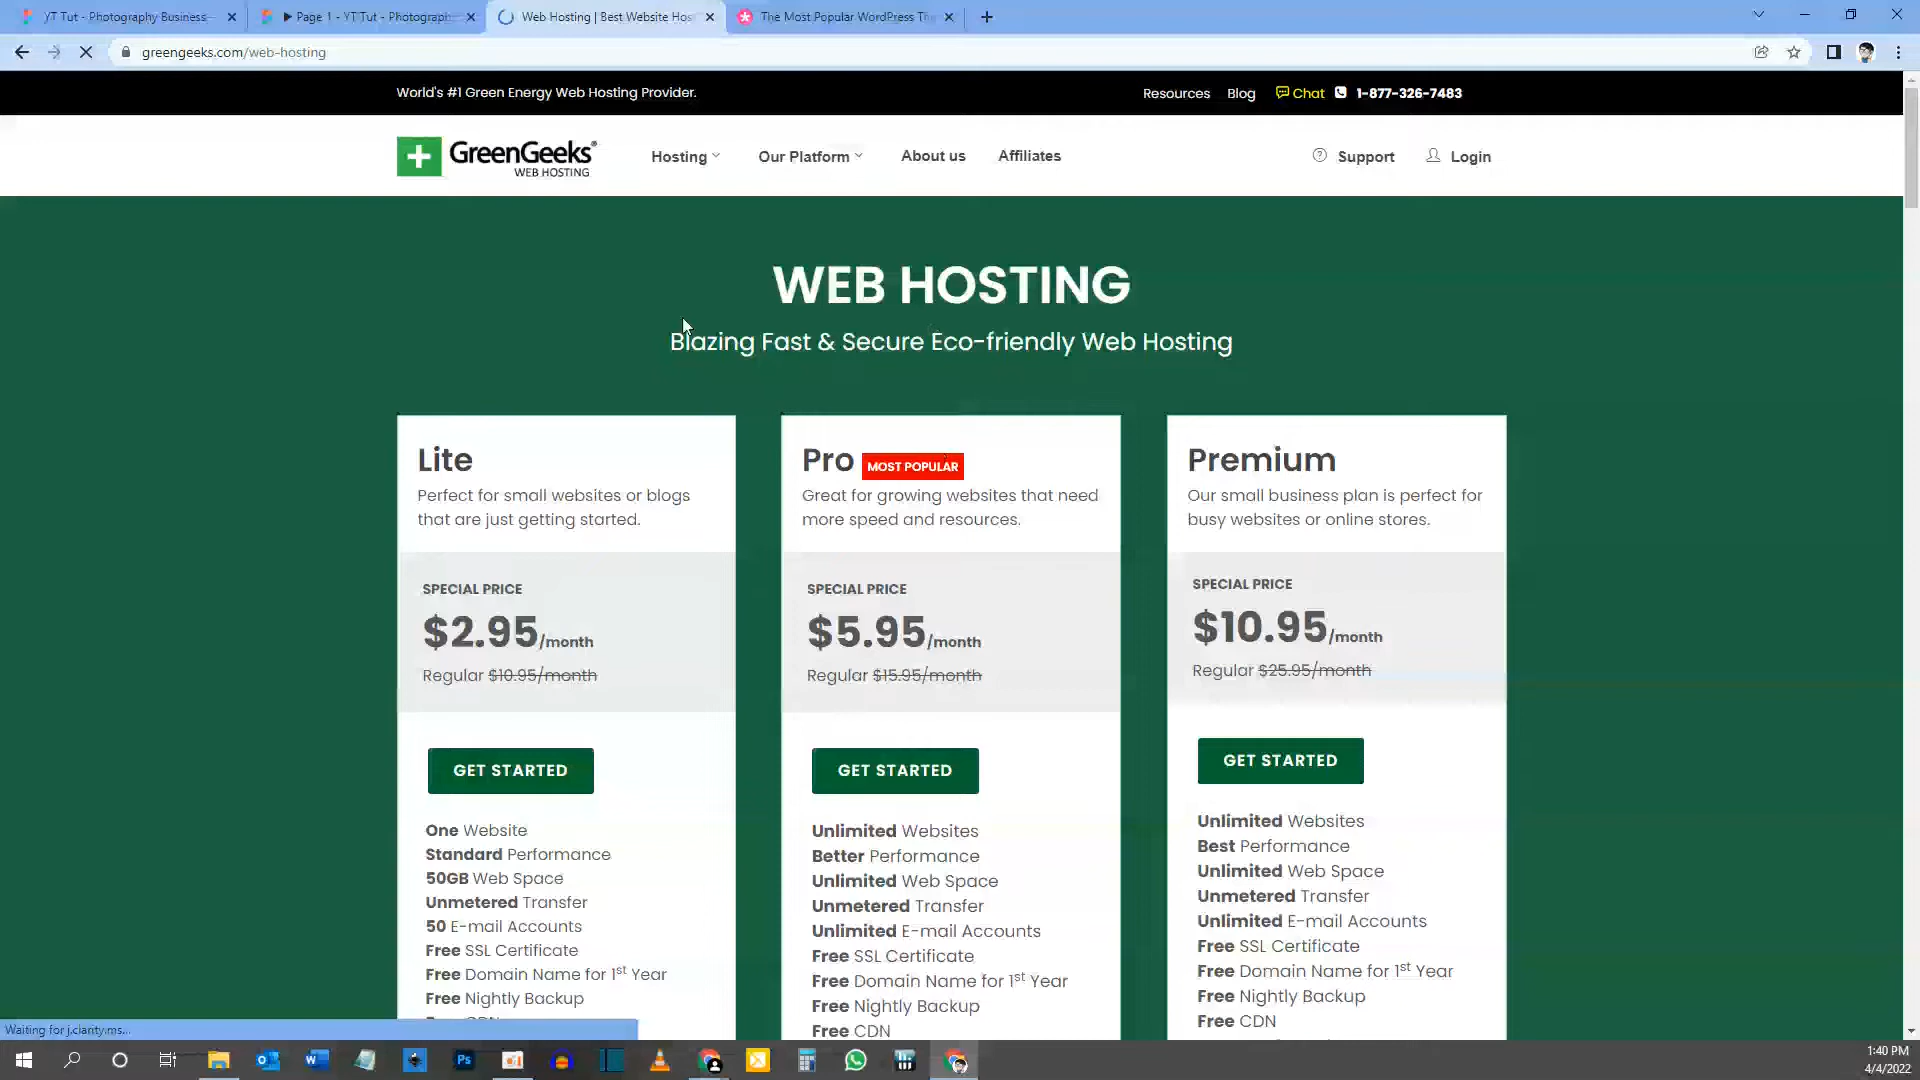 YT Tut - Photography Business
Page 1 - YT Tut - Photograph
Web Hosting | Best Website Hos
The Most Popular WordPress Th
greengeeks.com/web-hosting
World's #1 Green Energy Web Hosting Provider.
Resources Blog Chat 1-877-326-7483
GreenGeeks®
WEB HOSTING
Hosting Our Platform About us Affiliates
Support Login
WEB HOSTING
Blazing Fast & Secure Eco-friendly Web Hosting
Lite
Perfect for small websites or blogs
that are just getting started.
SPECIAL PRICE
$2.95/month
Regular $10.95/month
GET STARTED
One Website
Standard Performance
50GB Web Space
Unmetered Transfer
50 E-mail Accounts
Free SSL Certificate
Free Domain Name for 1st Year
Free Nightly Backup
Pro MOST POPULAR
Great for growing websites that need
more speed and resources.
SPECIAL PRICE
$5.95/month
Regular $15.95/month
GET STARTED
Unlimited Websites
Better Performance
Unlimited Web Space
Unmetered Transfer
Unlimited E-mail Accounts
Free SSL Certificate
Free Domain Name for 1st Year
Free Nightly Backup
Free CDN
Premium
Our small business plan is perfect for
busy websites or online stores.
SPECIAL PRICE
$10.95/month
Regular $25.95/month
GET STARTED
Unlimited Websites
Best Performance
Unlimited Web Space
Unmetered Transfer
Unlimited E-mail Accounts
Free SSL Certificate
Free Domain Name for 1st Year
Free Nightly Backup
Free CDN
Waiting for j.clarity.ms...
Ps
1:40 PM
4/4/2022